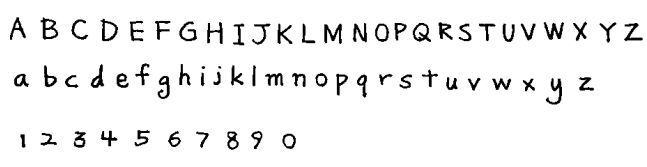 A B C D E F G H I J K L M N O P Q R S T U V W X Y Z
a b c d e f g h i j k l m n o p q r s t u v w x y z
1 2 3 4 5 6 7 8 9 0